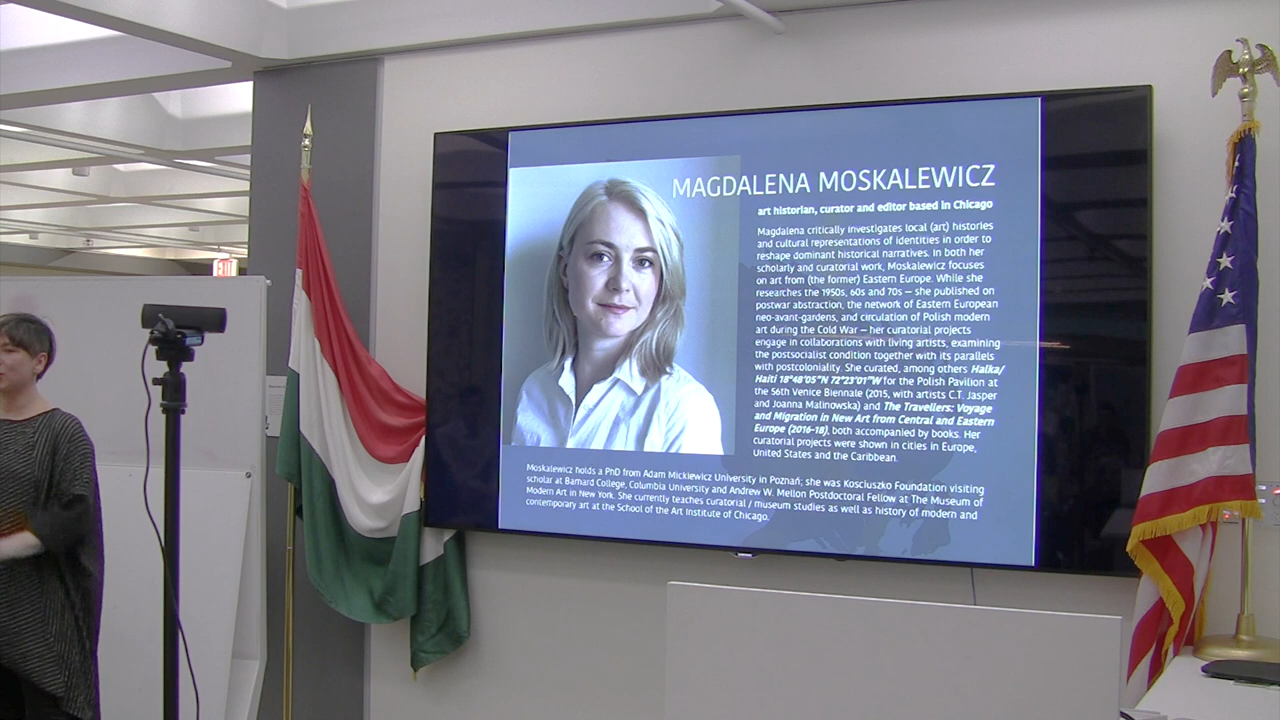 MAGDALENA MOSKALEWICZ
art historian, curator and editor based in Chicago
Magdalena critically investigates local (art) histories
and cultural representations of identities in order to
reshape dominant historical narratives. In both her
scholarly and curatorial work, Moskalewicz focuses
on art from (the former) Eastern Europe. While she
researches the 1950s, 60s and 70s – she published on
postwar abstraction, the network of Eastern European
neo-avant-gardens, and circulation of Polish modern
art during the Cold War – her curatorial projects
engage in collaborations with living artists, examining
the postsocialist condition together with its parallels
with postcoloniality. She curated, among others Halka/
Haiti 18°48'05"N 72°23'01"W for the Polish Pavilion at
the 56th Venice Biennale (2015, with artists C.T. Jasper
and Joanna Malinowska) and The Travellers: Voyage
and Migration in New Art from Central and Eastern
Europe (2016-18), both accompanied by books. Her
curatorial projects were shown in cities in Europe,
United States and the Caribbean.
Moskalewicz holds a PhD from Adam Mickiewicz University in Poznań; she was Kosciuszko Foundation visiting
scholar at Barnard College, Columbia University and Andrew W. Mellon Postdoctoral Fellow at The Museum of
Modern Art in New York. She currently teaches curatorial / museum studies as well as history of modern and
contemporary art at the School of the Art Institute of Chicago.
EXIT
SAMSUNG